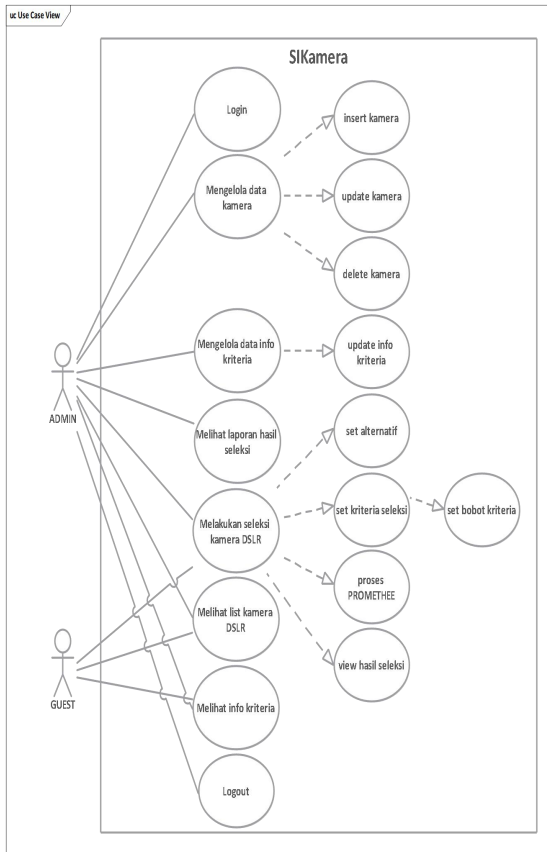 uc Use Case View
SIKamera
Login
insert kamera
Mengelola data
kamera
update kamera
delete kamera
Mengelola data info
kriteria
update info
kriteria
ADMIN
Melihat laporan hasil
seleksi
set alternatif
Melakukan seleksi
kamera DSLR
set kriteria seleksi
set bobot kriteria
proses
PROMETHEE
Melihat list kamera
DSLR
view hasil seleksi
GUEST
Melihat info kriteria
Logout